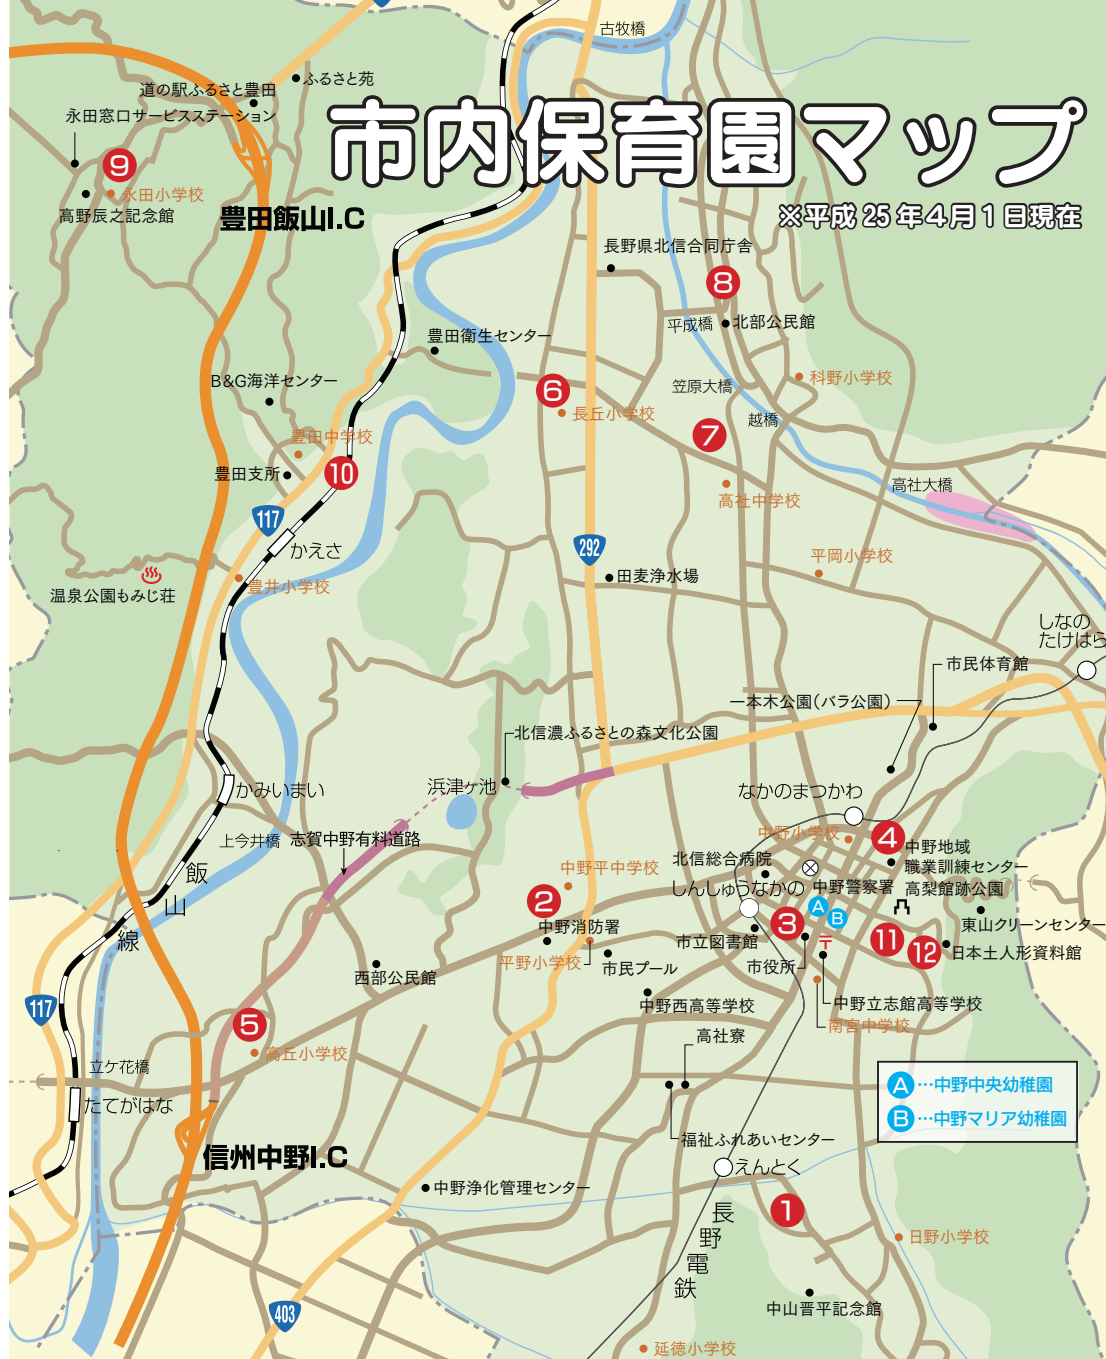 古牧橋
ふるさと苑
道の駅ふるさと豊田
永田窓口サービスステーション
市内保育園マップ
※平成25年4月1日現在
9
永田小学校
高野辰之記念館
豊田飯山I.C
長野県北信合同庁舎
8
平成橋
北部公民館
豊田衛生センター
B&G海洋センター
6
長丘小学校
笠原大橋
科野小学校
7
越橋
豊田中学校
豊田支所
10
高社中学校
高社大橋
117
かえさ
292
平岡小学校
田麦浄水場
温泉公園もみじ荘
豊井小学校
しなの
たけはら
市民体育館
一本木公園(バラ公園)
北信濃ふるさとの森文化公園
かみいまい
浜津ヶ池
なかのまつかわ
上今井橋
志賀中野有料道路
中野小学校
4
中野地域
職業訓練センター
北信総合病院
中野平中学校
飯山線
しんしゅうなかの
中野警察署
高梨館跡公園
2
A
B
3
中野消防署
東山クリーンセンター
市立図書館
〒
11
12
日本土人形資料館
平野小学校
市民プール
市役所
西部公民館
中野西高等学校
中野立志館高等学校
117
5
南宮中学校
高社寮
高丘小学校
立ケ花橋
たてがはな
A…中野中央幼稚園
B…中野マリア幼稚園
信州中野I.C
福祉ふれあいセンター
えんとく
中野浄化管理センター
1
長野電鉄
日野小学校
中山晋平記念館
403
延徳小学校